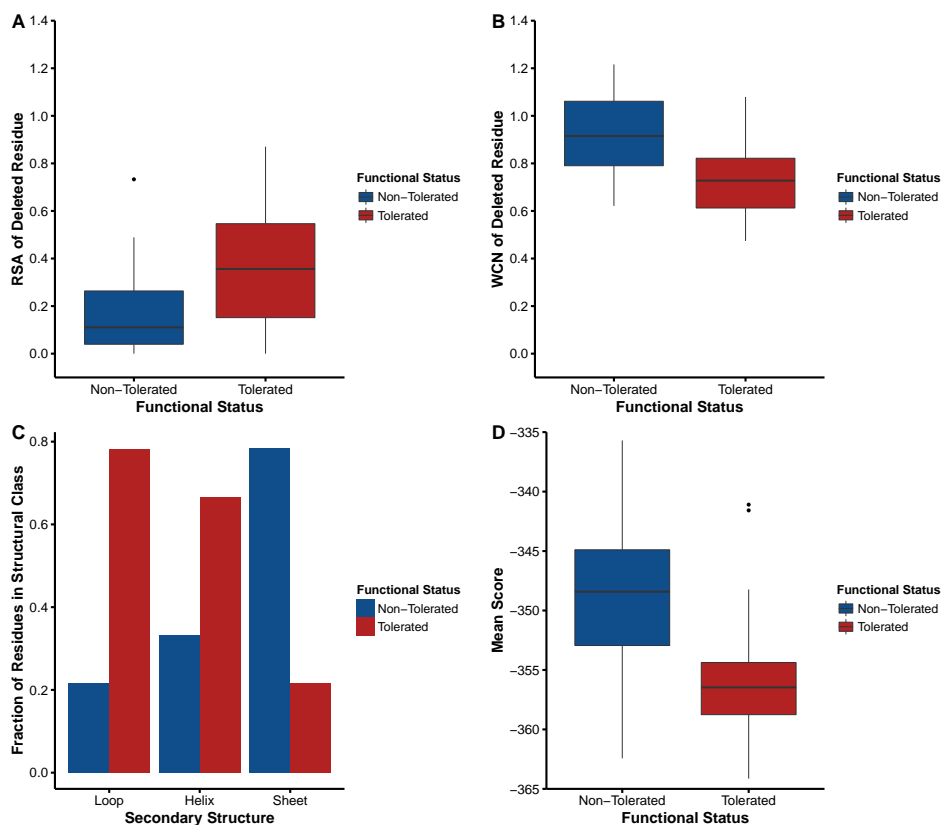 A
1.4
1.2
1.0
0.8
0.6
0.4
0.2
0.0
RSA of Deleted Residue
Non−Tolerated
Tolerated
Functional Status
Functional Status
Non−Tolerated
Tolerated
B
1.4
1.2
1.0
0.8
0.6
0.4
0.2
0.0
WCN of Deleted Residue
Non−Tolerated
Tolerated
Functional Status
Functional Status
Non−Tolerated
Tolerated
C
0.8
0.6
0.4
0.2
0.0
Fraction of Residues in Structural Class
Loop
Helix
Sheet
Secondary Structure
Functional Status
Non−Tolerated
Tolerated
D
−335
−340
−345
−350
−355
−360
−365
Mean Score
Non−Tolerated
Tolerated
Functional Status
Functional Status
Non−Tolerated
Tolerated